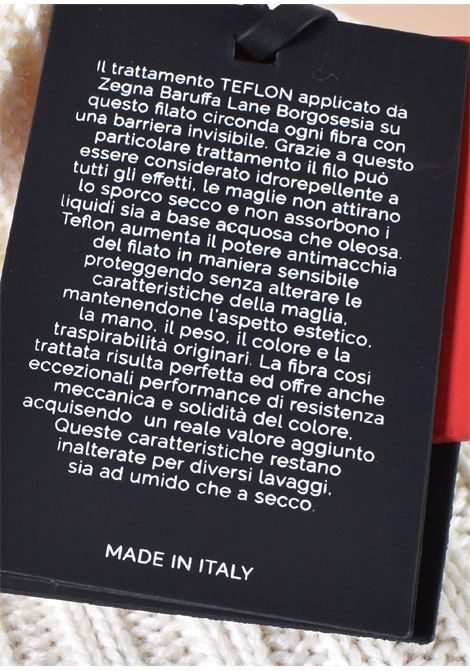 Il trattamento TEFLON applicato da
Zegna Baruffa Lane Borgosesia su
questo filato circonda ogni fibra con
una barriera invisibile. Grazie a questo
particolare trattamento il filo può
essere considerato idrorepellente a
tutti gli effetti, le maglie non attirano
lo sporco secco e non assorbono i
liquidi sia a base acquosa che oleosa.
Teflon aumenta il potere antimacchia
del filato in maniera sensibile
proteggendo senza alterare le
caratteristiche della maglia,
mantenendone l'aspetto estetico,
la mano, il peso, il colore e la
traspirabilità originari. La fibra così
trattata risulta perfetta ed offre anche
eccezionali performance di resistenza
meccanica e solidità del colore,
acquisendo un reale valore aggiunto
Queste caratteristiche restano
inalterate per diversi lavaggi,
sia ad umido che a secco.
MADE IN ITALY